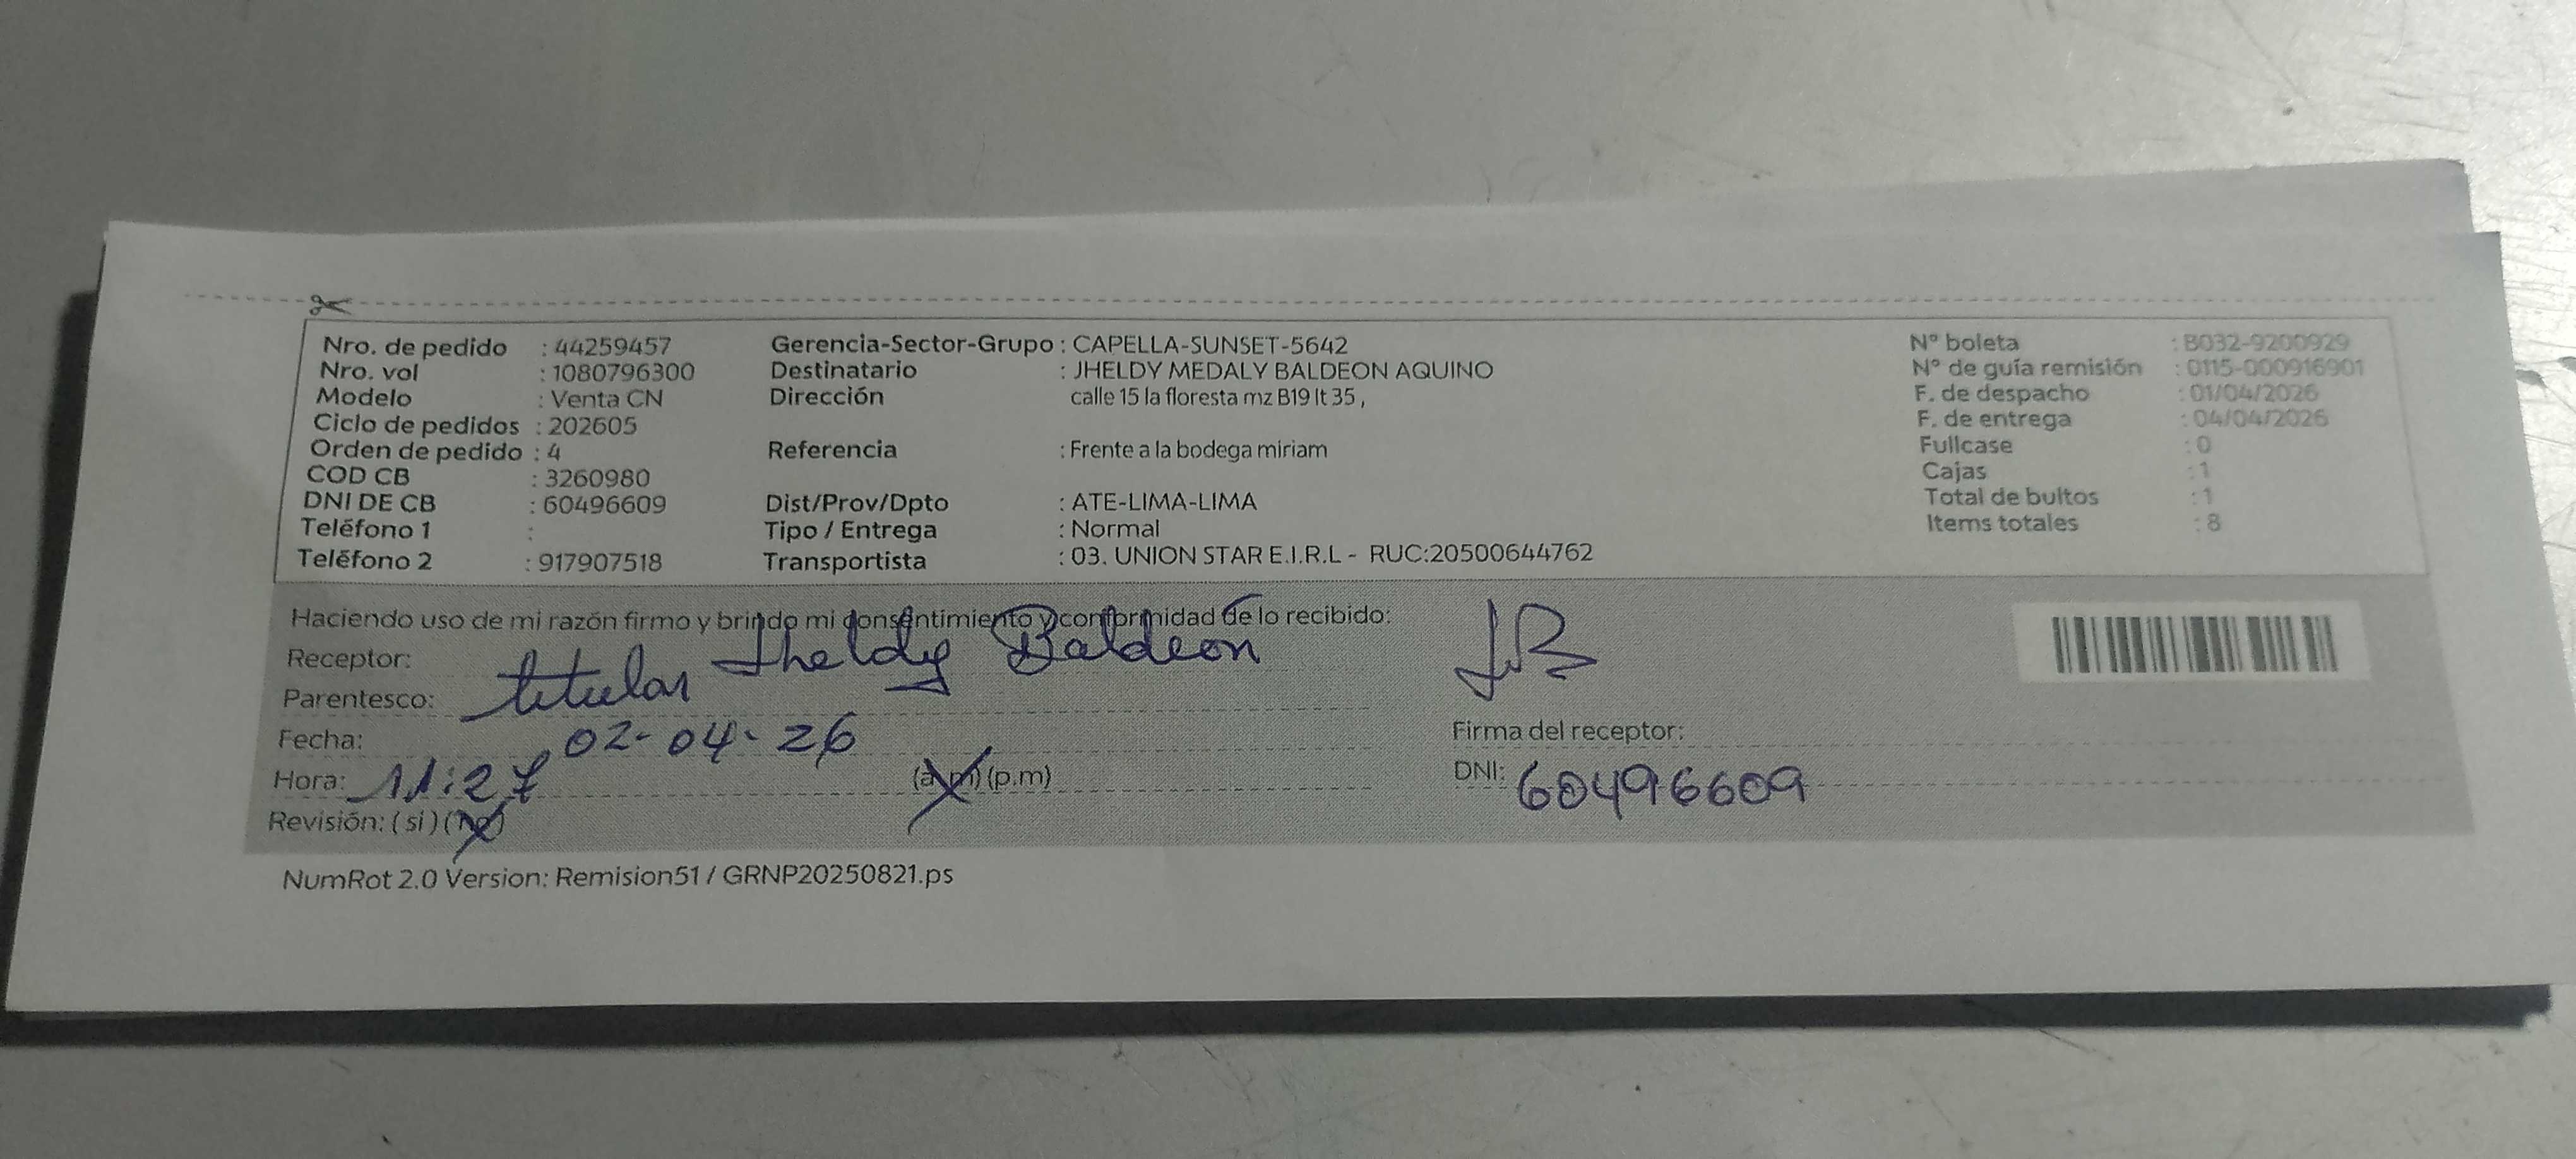 Nro. de pedido : 44259457
Nro. vol : 1080796300
Modelo : Venta CN
Ciclo de pedidos : 202605
Orden de pedido : 4
COD CB : 3260980
DNI DE CB : 60496609
Teléfono 1 :
Teléfono 2 : 917907518
Gerencia-Sector-Grupo : CAPELLA-SUNSET-5642
Destinatario : JHELDY MEDALY BALDEON AQUINO
Dirección calle 15 la floresta mz B19 lt 35 ,
Referencia : Frente a la bodega miriam
Dist/Prov/Dpto : ATE-LIMA-LIMA
Tipo / Entrega : Normal
Transportista : 03. UNION STAR E.I.R.L - RUC:20500644762
N° boleta : B032-9200929
N° de guía remisión : 0115-000916901
F. de despacho : 01/04/2026
F. de entrega : 04/04/2026
Fullcase : 0
Cajas : 1
Total de bultos : 1
Items totales : 8
Haciendo uso de mi razón firmo y brindo mi consentimiento y conformidad de lo recibido:
Receptor: Jheldy Baldeon
Parentesco: titular
Fecha: 02-04-26
Hora: 11:27 (a.m) (p.m)
Revisión: (si) (no)
JB
Firma del receptor:
DNI: 60496609
NumRot 2.0 Version: Remision51 / GRNP20250821.ps